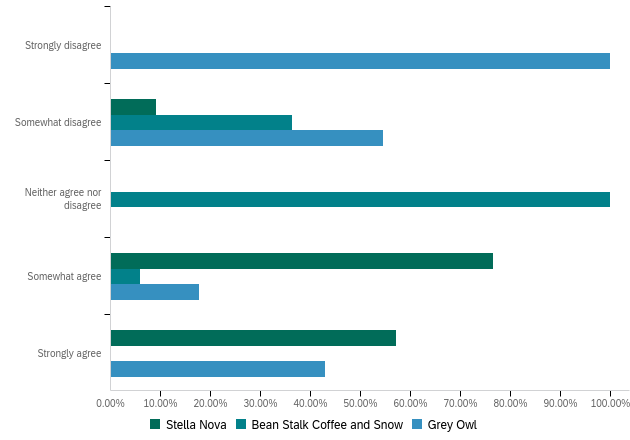 Strongly disagree
Somewhat disagree
Neither agree nor
disagree
Somewhat agree
Strongly agree
0.00% 10.00% 20.00% 30.00% 40.00% 50.00% 60.00% 70.00% 80.00% 90.00% 100.00%
Stella Nova Bean Stalk Coffee and Snow Grey Owl